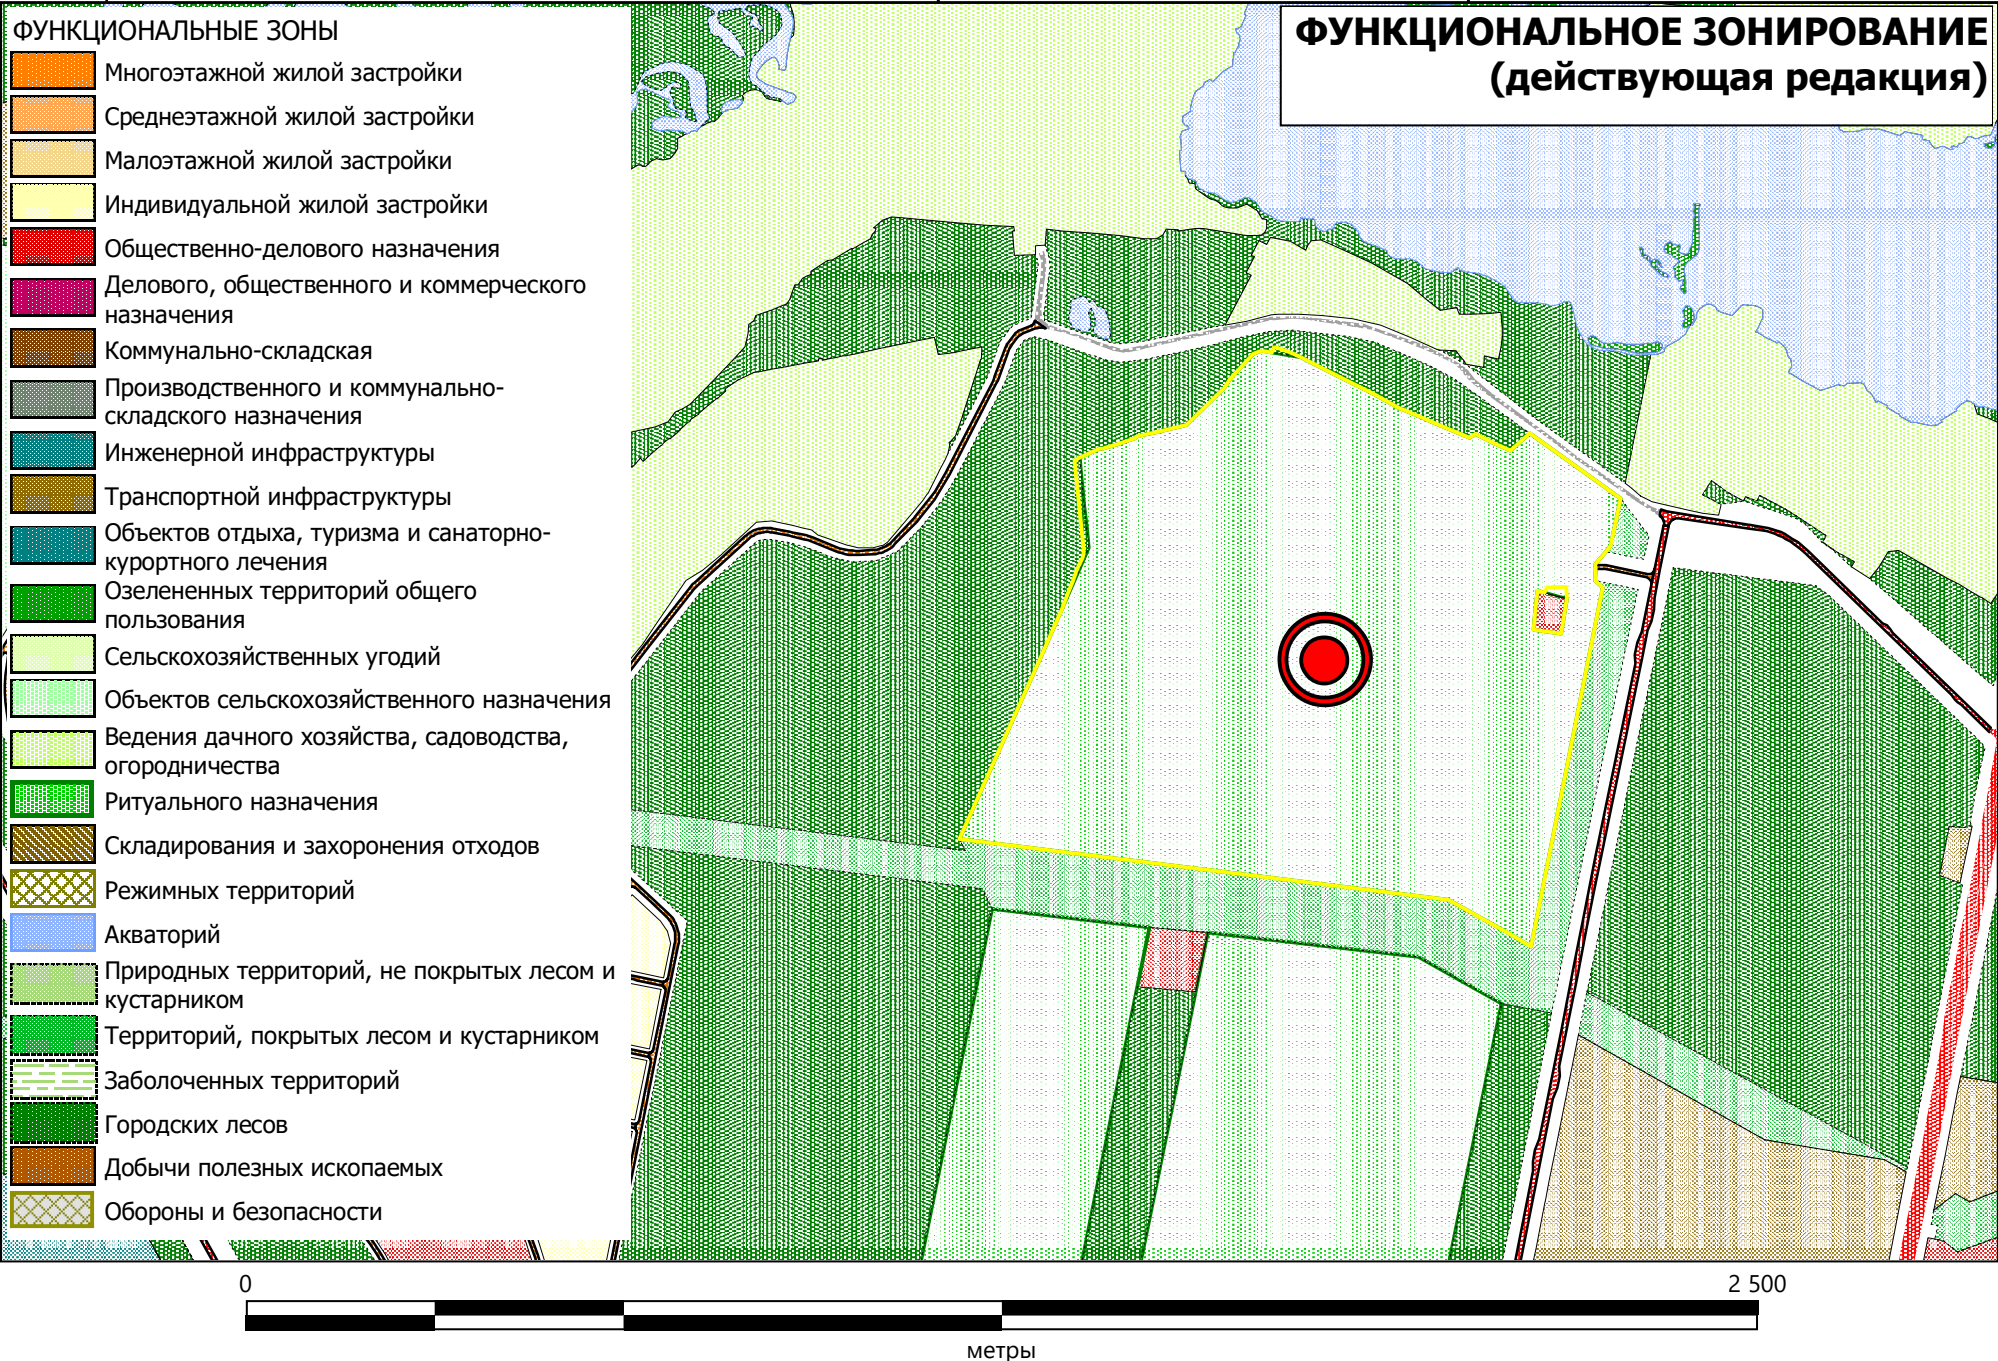 ФУНКЦИОНАЛЬНОЕ ЗОНИРОВАНИЕ
(действующая редакция)
ФУНКЦИОНАЛЬНЫЕ ЗОНЫ
Многоэтажной жилой застройки
Среднеэтажной жилой застройки
Малоэтажной жилой застройки
Индивидуальной жилой застройки
Общественно-делового назначения
Делового, общественного и коммерческого
назначения
Коммунально-складская
Производственного и коммунально-
складского назначения
Инженерной инфраструктуры
Транспортной инфраструктуры
Объектов отдыха, туризма и санаторно-
курортного лечения
Озелененных территорий общего
пользования
Сельскохозяйственных угодий
Объектов сельскохозяйственного назначения
Ведения дачного хозяйства, садоводства,
огородничества
Ритуального назначения
Складирования и захоронения отходов
Режимных территорий
Акваторий
Природных территорий, не покрытых лесом и
кустарником
Территорий, покрытых лесом и кустарником
Заболоченных территорий
Городских лесов
Добычи полезных ископаемых
Обороны и безопасности
0
2 500
метры